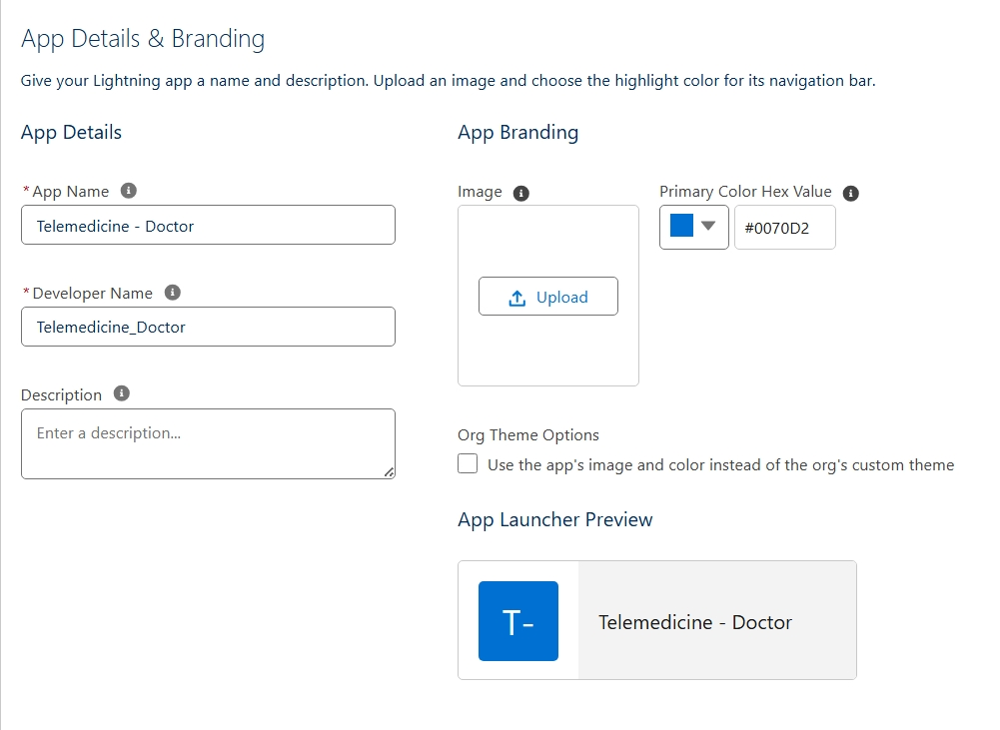 App Details & Branding
Give your Lightning app a name and description. Upload an image and choose the highlight color for its navigation bar.
App Details
* App Name
Telemedicine - Doctor
* Developer Name
Telemedicine_Doctor
Description
Enter a description...
App Branding
Image
Upload
Primary Color Hex Value
#0070D2
Org Theme Options
Use the app's image and color instead of the org's custom theme
App Launcher Preview
T-
Telemedicine - Doctor